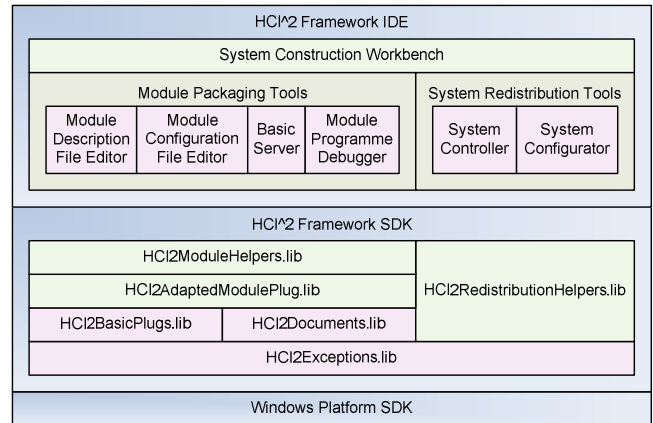 HCI^2 Framework IDE
System Construction Workbench
Module Packaging Tools
Module
Description
File Editor
Module
Configuration
File Editor
Basic
Server
Module
Programme
Debugger
System Redistribution Tools
System
Controller
System
Configurator
HCI^2 Framework SDK
HCI2ModuleHelpers.lib
HCI2AdaptedModulePlug.lib
HCI2BasicPlugs.lib
HCI2Documents.lib
HCI2RedistributionHelpers.lib
HCI2Exceptions.lib
Windows Platform SDK